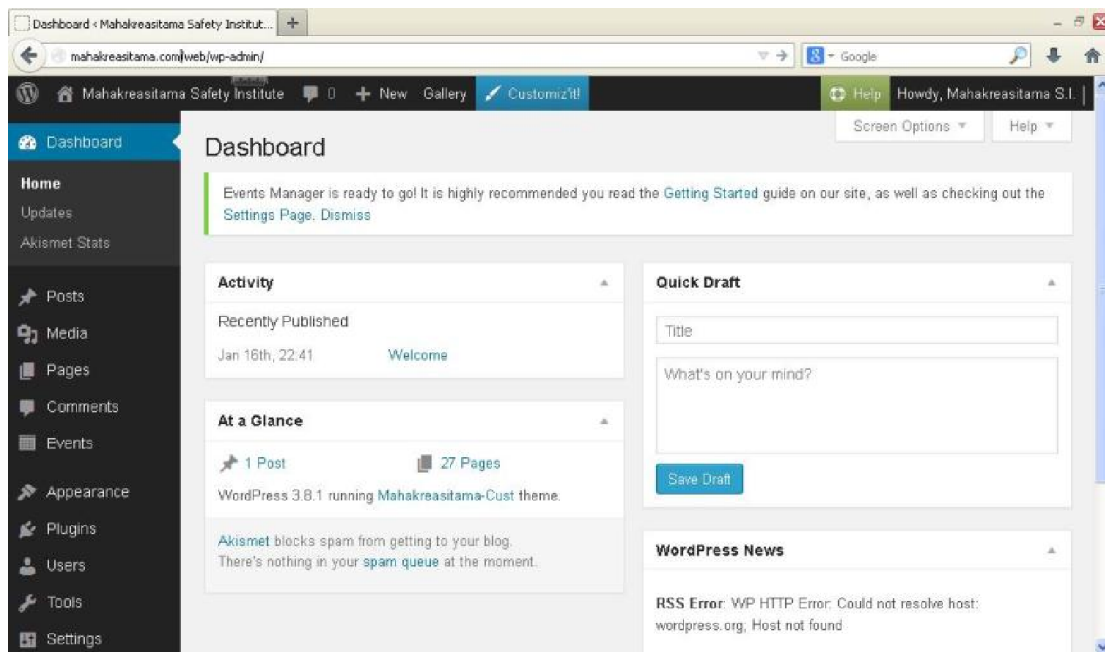 Dashboard ‹ Mahakreasitama Safety Institut...
mahakreasitama.com/web/wp-admin/
Google
Mahakreasitama Safety Institute 0 New Gallery Customiz'it! Help Howdy, Mahakreasitama S.I.
Screen Options Help
Dashboard
Home
Updates
Akismet Stats
Posts
Media
Pages
Comments
Events
Appearance
Plugins
Users
Tools
Settings
Dashboard
Events Manager is ready to go! It is highly recommended you read the Getting Started guide on our site, as well as checking out the
Settings Page. Dismiss
Activity
Recently Published
Jan 16th, 22:41 Welcome
At a Glance
1 Post 27 Pages
WordPress 3.8.1 running Mahakreasitama-Cust theme.
Akismet blocks spam from getting to your blog.
There's nothing in your spam queue at the moment.
Quick Draft
Title
What's on your mind?
Save Draft
WordPress News
RSS Error: WP HTTP Error: Could not resolve host:
wordpress.org; Host not found